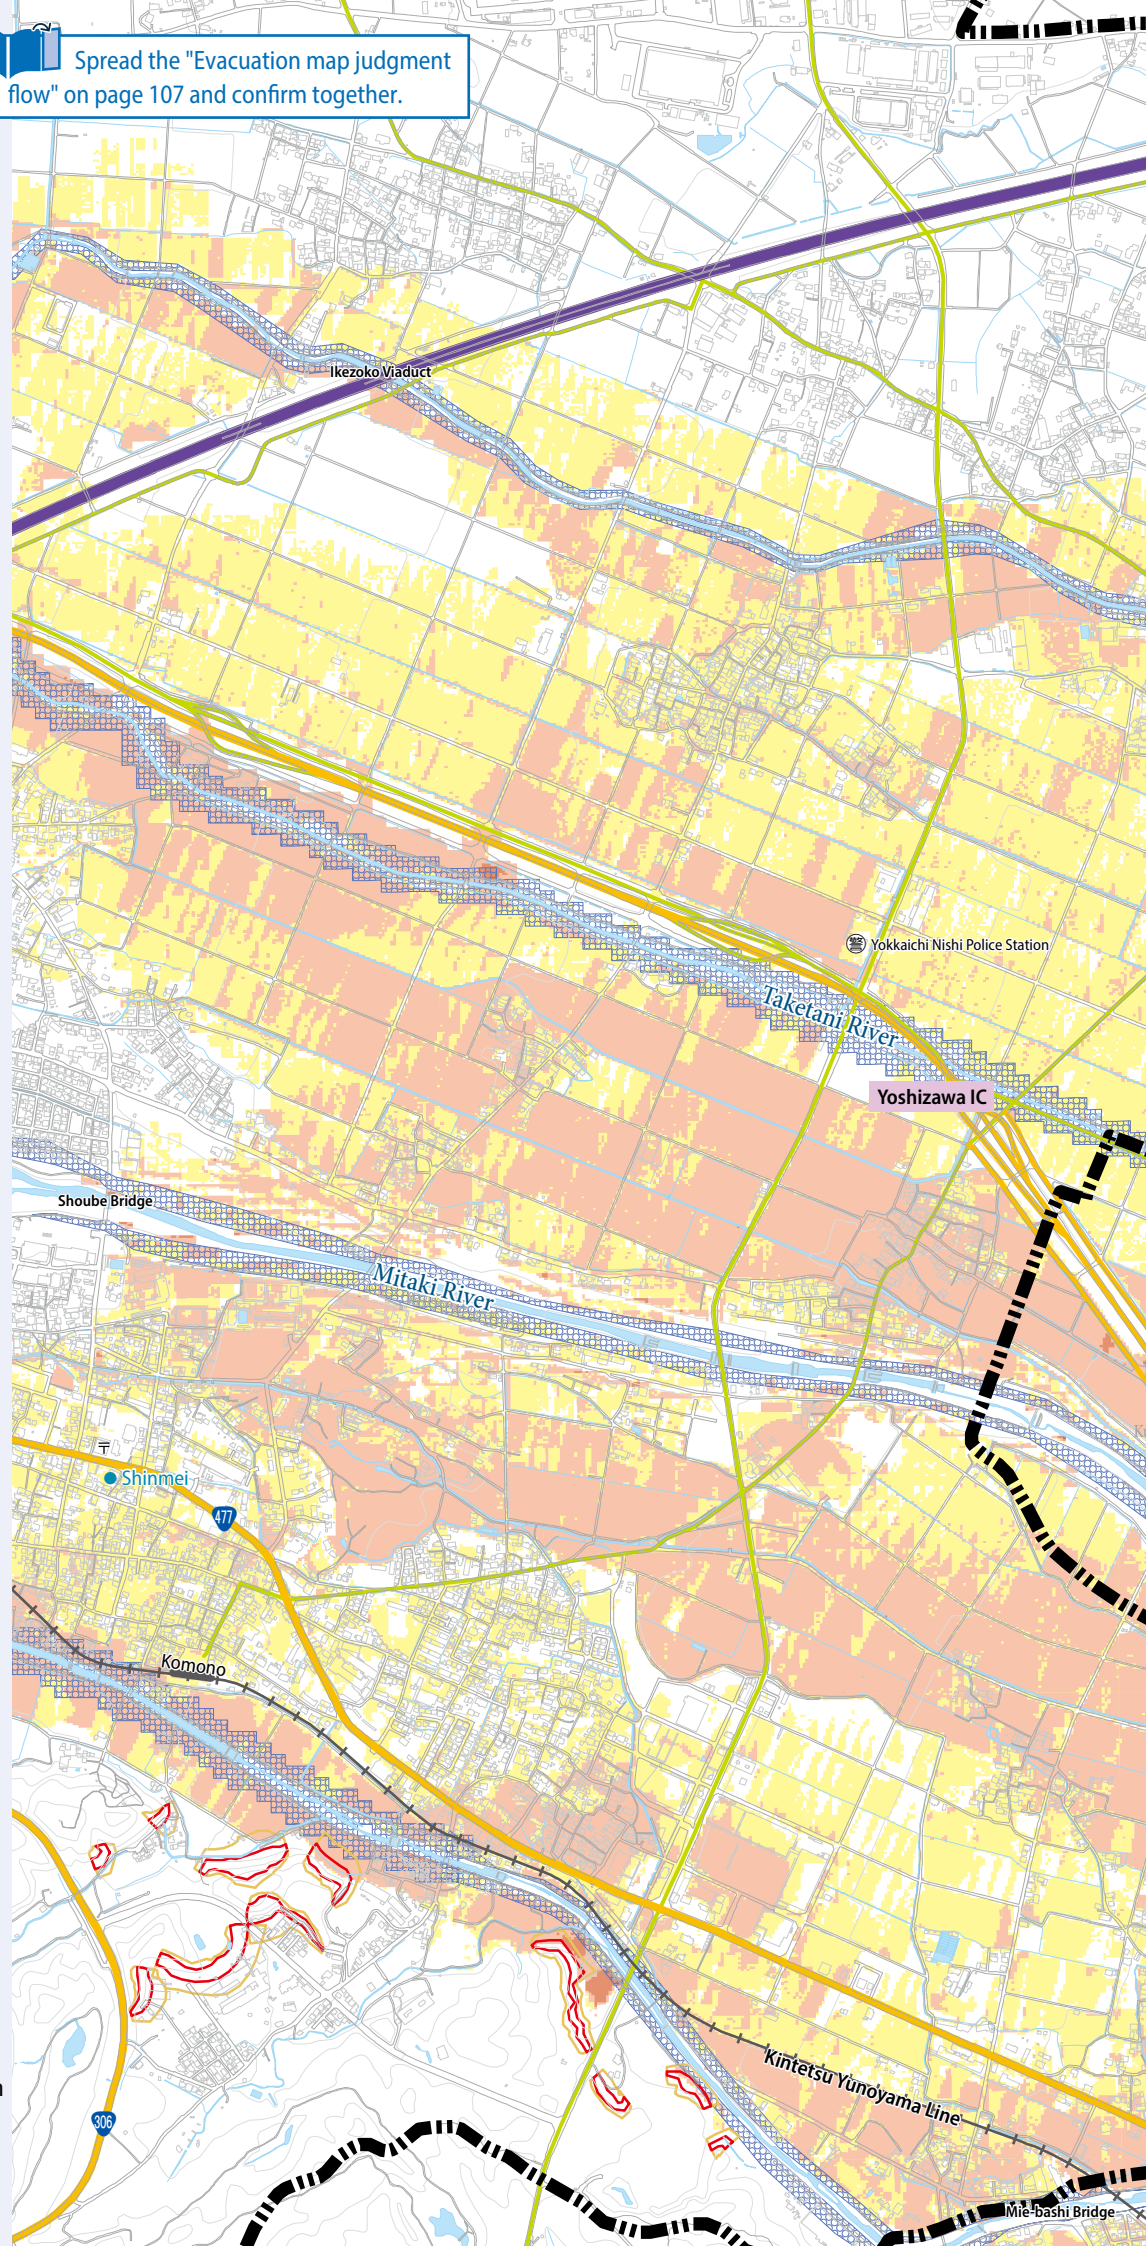 Spread the "Evacuation map judgment
flow" on page 107 and confirm together.
Ikezoko Viaduct
Yokkaichi Nishi Police Station
Taketani River
Yoshizawa IC
Shoube Bridge
Mitaki River
〒
Shinmei
477
Komono
Kintetsu Yunoyama Line
306
Mie-bashi Bridge